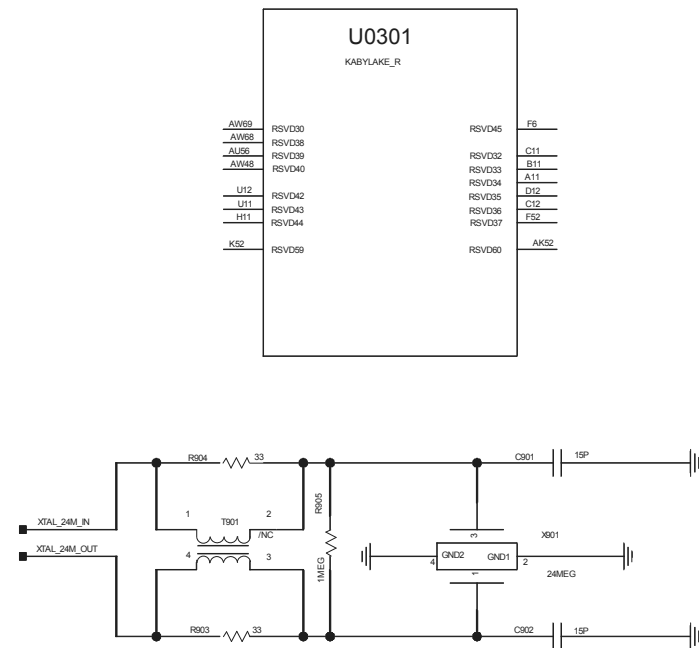 U0301
KABYLAKE_R
AW69 RSVD30 RSVD45 F6
AW68 RSVD38
AU56 RSVD39 RSVD32 C11
AW48 RSVD40 RSVD33 B11
RSVD34 A11
U12 RSVD42 RSVD35 D12
U11 RSVD43 RSVD36 C12
H11 RSVD44 RSVD37 F52
K52 RSVD59 RSVD60 AK52
R904 33 C901 15P
1 T901 2 R905
XTAL_24M_IN /NC 3 X901
XTAL_24M_OUT 4 3 GND2 GND1
4 2
1MEG 1 24MEG
R903 33 C902 15P